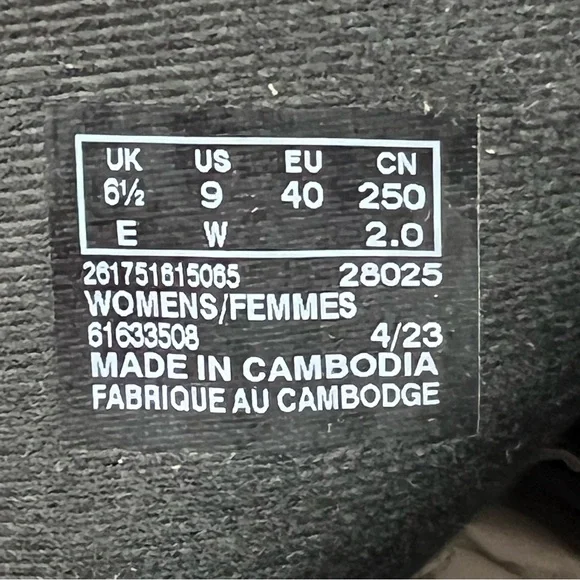 UK US EU CN
6½ 9 40 250
E W 2.0
261751615065 28025
WOMENS/FEMMES
61633508 4/23
MADE IN CAMBODIA
FABRIQUE AU CAMBODGE